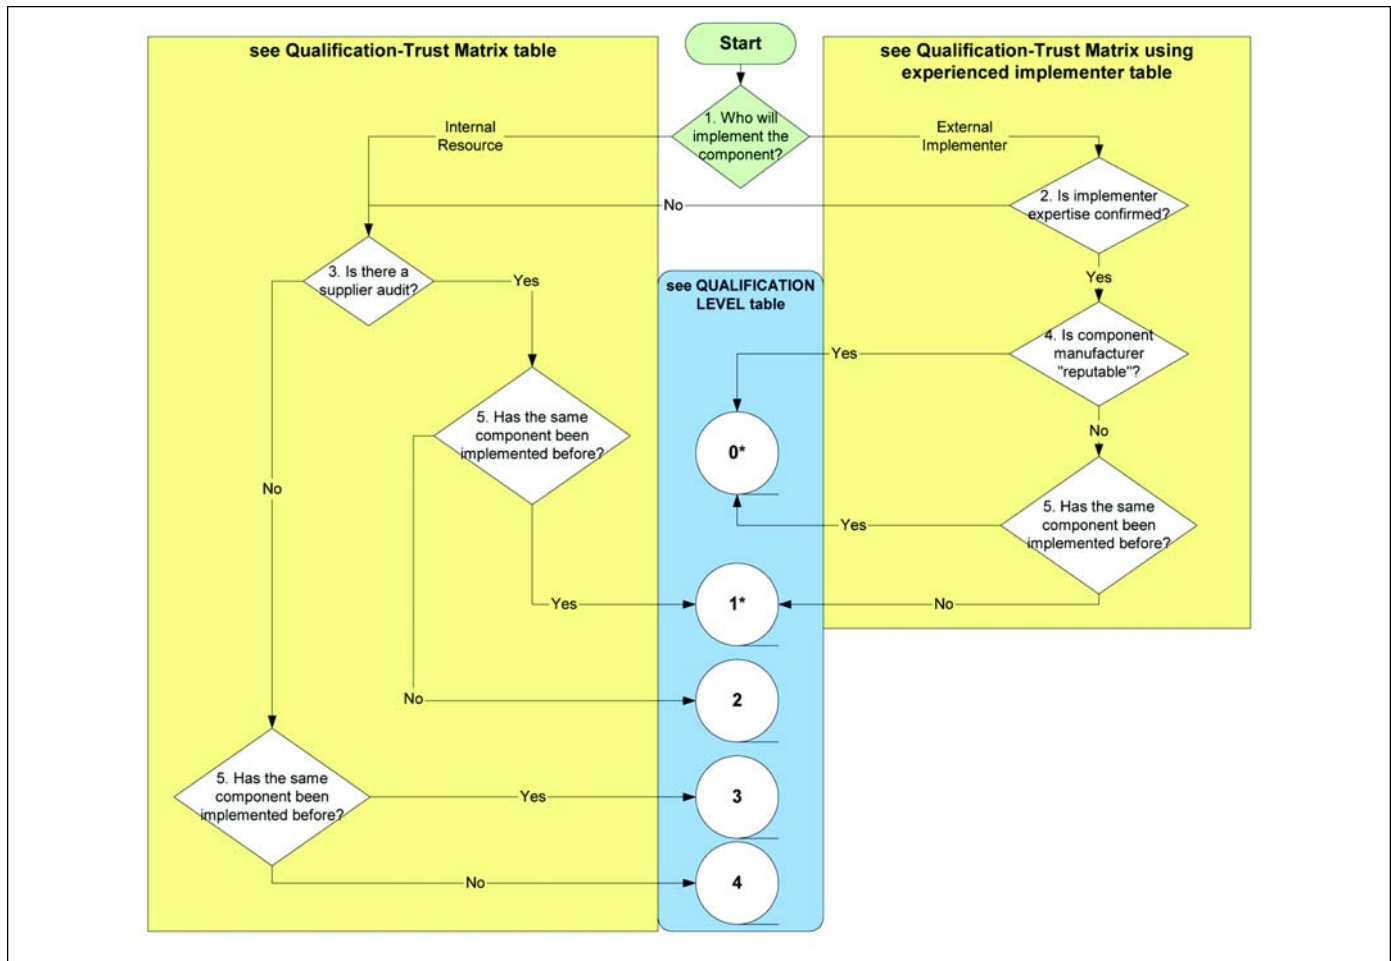 see Qualification-Trust Matrix table
Start
see Qualification-Trust Matrix using
experienced implementer table
1. Who will
implement the
component?
Internal
Resource
External
Implementer
2. Is implementer
expertise confirmed?
No
3. Is there a
supplier audit?
Yes
see QUALIFICATION
LEVEL table
Yes
4. Is component
manufacturer
"reputable"?
Yes
5. Has the same
component been
implemented before?
0*
No
No
5. Has the same
component been
implemented before?
Yes
Yes
1*
No
No
2
5. Has the same
component been
implemented before?
Yes
3
No
4